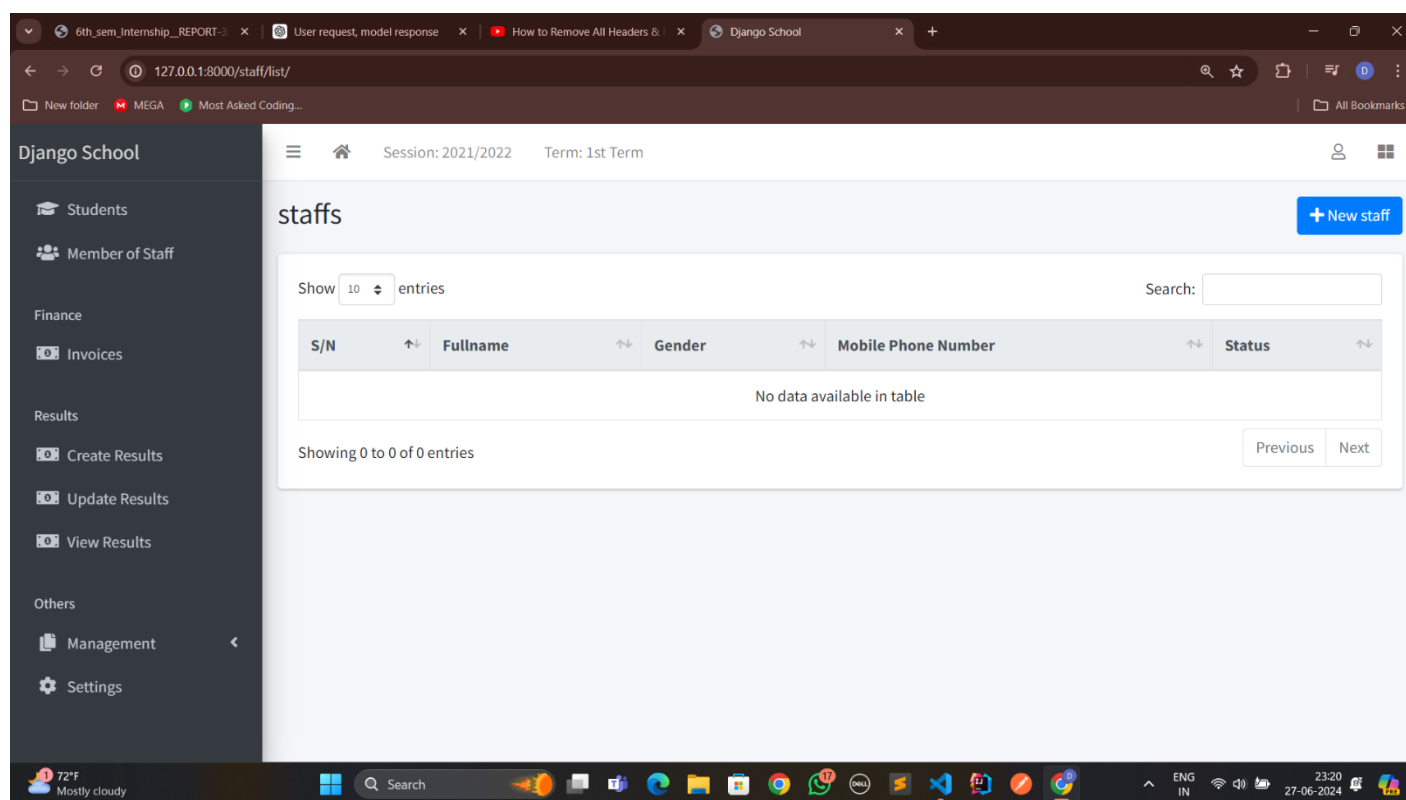 6th_sem_Internship__REPORT-3 User request, model response How to Remove All Headers & Django School
127.0.0.1:8000/staff/list/
New folder MEGA Most Asked Coding... All Bookmarks
Django School Session: 2021/2022 Term: 1st Term
Students
Member of Staff
Finance
Invoices
Results
Create Results
Update Results
View Results
Others
Management
Settings
staffs New staff
Show 10 entries Search:
S/N Fullname Gender Mobile Phone Number Status
No data available in table
Showing 0 to 0 of 0 entries Previous Next
1 72°F Search 17 DELL ENG 23:20
Mostly cloudy IN 27-06-2024